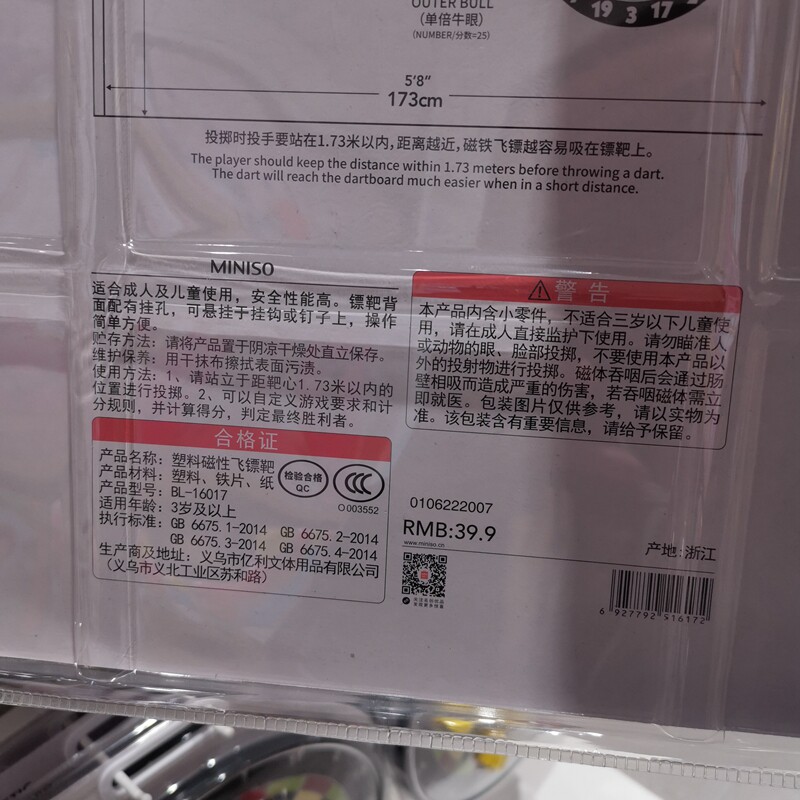 OUTER BULL
(单倍牛眼)
(NUMBER/分数=25)
19 3 17
5'8"
173cm
投掷时投手要站在1.73米以内，距离越近，磁铁飞镖越容易吸在镖靶上。
The player should keep the distance within 1.73 meters before throwing a dart.
The dart will reach the dartboard much easier when in a short distance.
MINISO
适合成人及儿童使用，安全性能高。镖靶背
面配有挂孔，可悬挂于挂钩或钉子上，操作
简单方便。
贮存方法：请将产品置于阴凉干燥处直立保存。
维护保养：用干抹布擦拭表面污渍。
使用方法：1、请站立于距靶心1.73米以内的
位置进行投掷。2、可以自定义游戏要求和计
分规则，并计算得分，判定最终胜利者。
警告
本产品内含小零件，不适合三岁以下儿童使
用，请在成人直接监护下使用。请勿瞄准人
或动物的眼、脸部投掷，不要使用本产品以
外的投射物进行投掷。磁体吞咽后会通过肠
壁相吸而造成严重的伤害，若吞咽磁体需立
即就医。包装图片仅供参考，请以实物为
准。该包装含有重要信息，请给予保留。
合格证
产品名称：塑料磁性飞镖靶
产品材料：塑料、铁片、纸
产品型号：BL-16017
适用年龄：3岁及以上
执行标准：GB 6675.1-2014 GB 6675.2-2014
GB 6675.3-2014 GB 6675.4-2014
生产商及地址：义乌市亿利文体用品有限公司
（义乌市义北工业区苏和路）
检验合格
QC
CCC
003552
0106222007
RMB:39.9
www.miniso.cn
产地：浙江
6 927792 516172